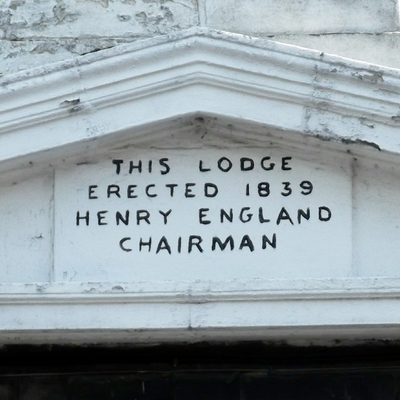 THIS LODGE
ERECTED 1839
HENRY ENGLAND
CHAIRMAN